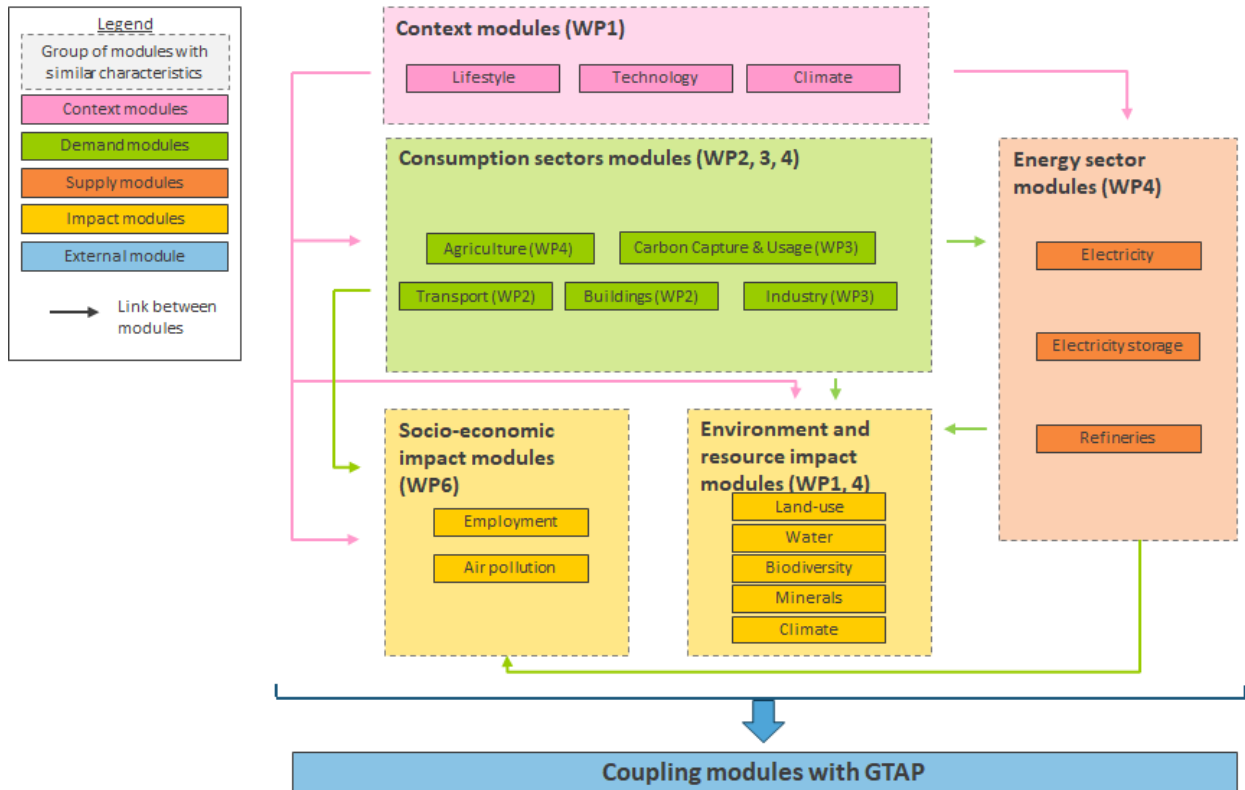 Legend
Group of modules with
similar characteristics
Context modules
Demand modules
Supply modules
Impact modules
External module
Link between
modules
Context modules (WP1)
Lifestyle
Technology
Climate
Consumption sectors modules (WP2, 3, 4)
Agriculture (WP4)
Carbon Capture & Usage (WP3)
Transport (WP2)
Buildings (WP2)
Industry (WP3)
Energy sector
modules (WP4)
Electricity
Electricity storage
Refineries
Socio-economic
impact modules
(WP6)
Employment
Air pollution
Environment and
resource impact
modules (WP1, 4)
Land-use
Water
Biodiversity
Minerals
Climate
Coupling modules with GTAP